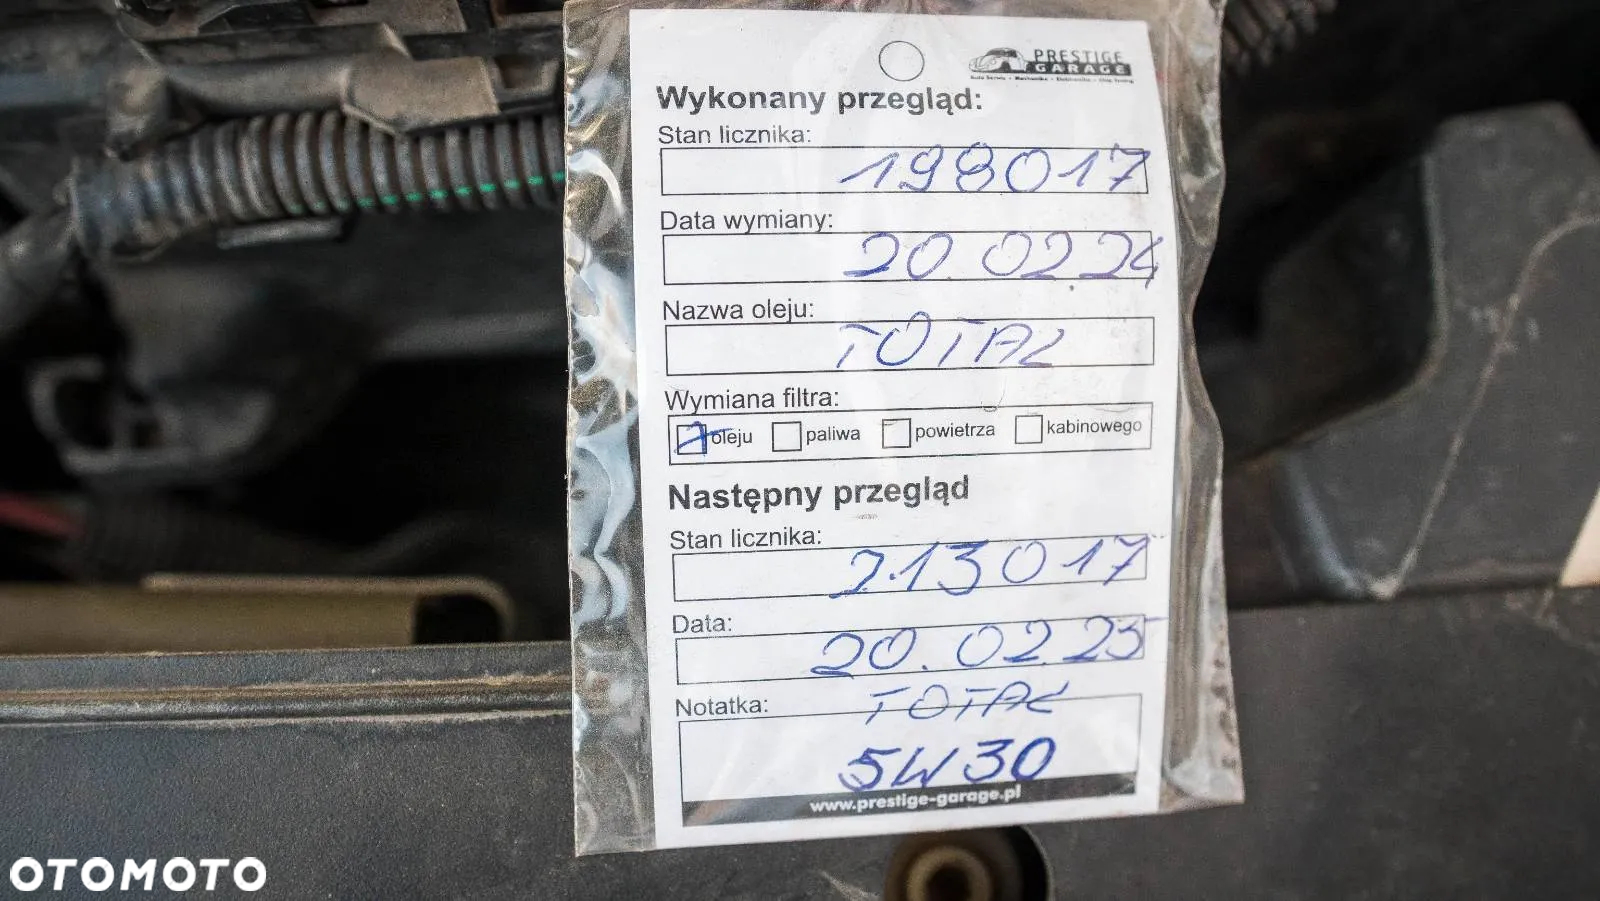 PRESTIGE
GARAGE
Wykonany przegląd:
Stan licznika:
198017
Data wymiany:
20.02.24
Nazwa oleju:
TOTAL
Wymiana filtra:
oleju paliwa powietrza kabinowego
Następny przegląd
Stan licznika:
213017
Data:
20.02.25
Notatka:
TOTAL
5W30
www.prestige-garage.pl
OTOMOTO